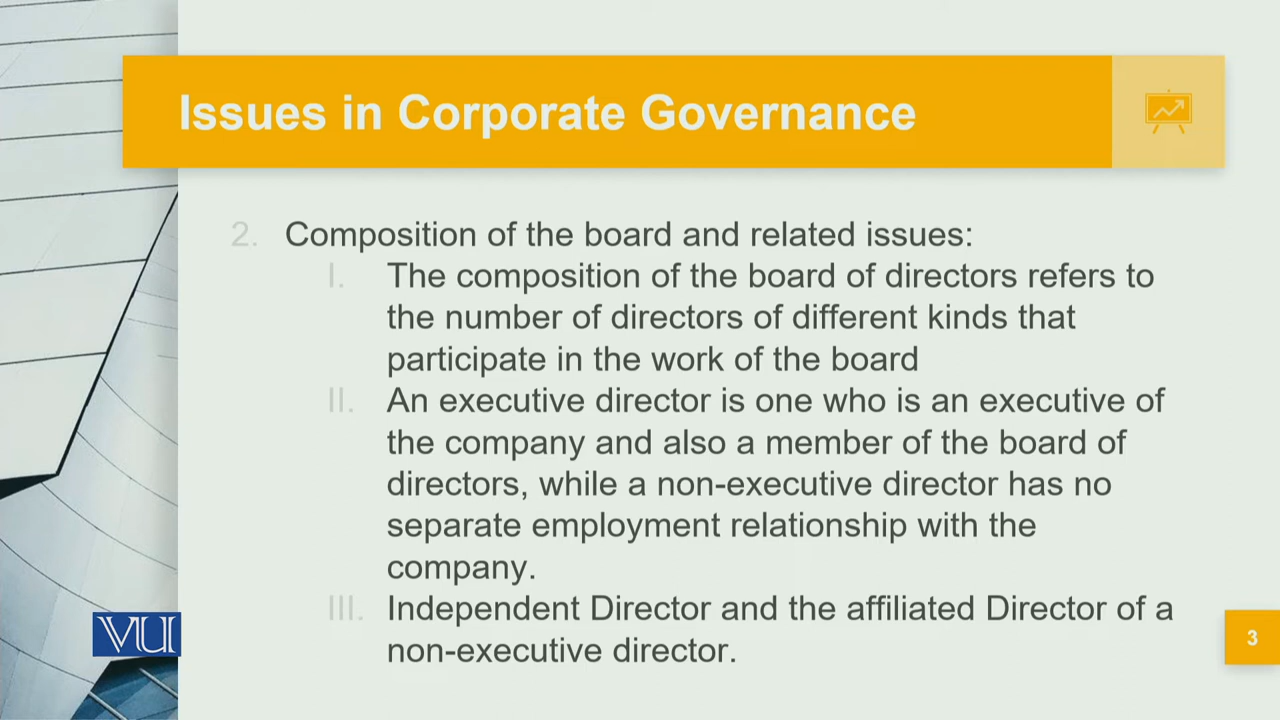 Issues in Corporate Governance
2. Composition of the board and related issues:
I. The composition of the board of directors refers to
the number of directors of different kinds that
participate in the work of the board
II. An executive director is one who is an executive of
the company and also a member of the board of
directors, while a non-executive director has no
separate employment relationship with the
company.
III. Independent Director and the affiliated Director of a
non-executive director.
VU
3